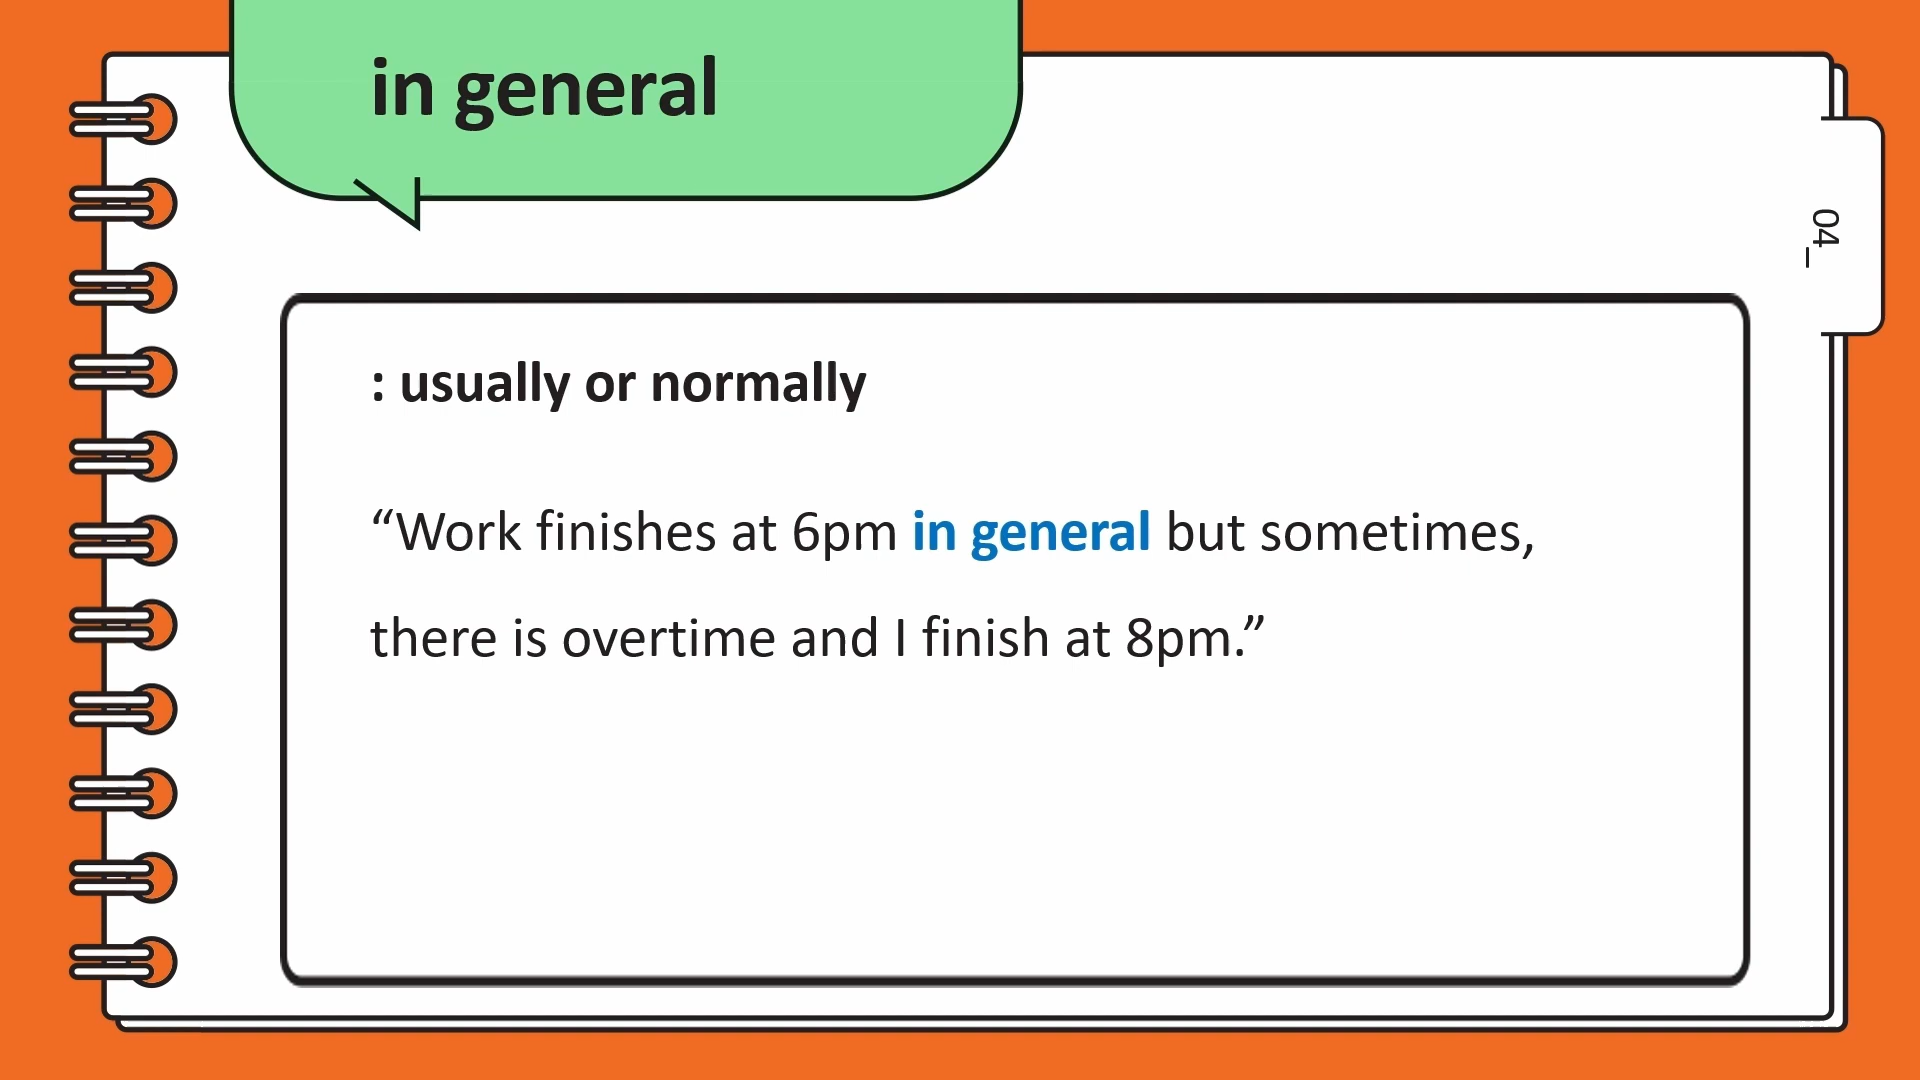 in general
04_
: usually or normally
“Work finishes at 6pm in general but sometimes,
there is overtime and I finish at 8pm.”